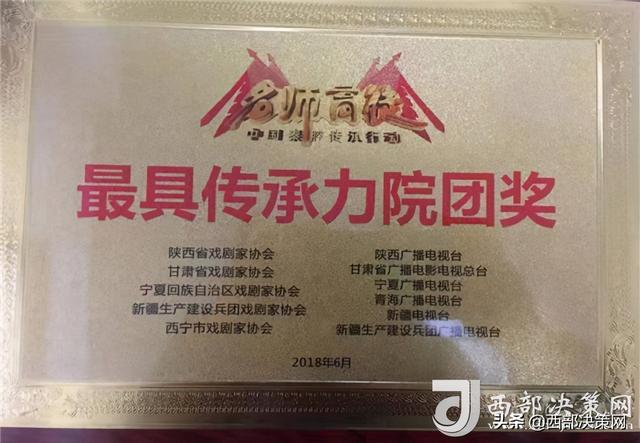 名师高徒
中国秦腔传承行动
最具传承力院团奖
陕西省戏剧家协会
甘肃省戏剧家协会
宁夏回族自治区戏剧家协会
新疆生产建设兵团戏剧家协会
西宁市戏剧家协会
陕西广播电视台
甘肃省广播电影电视总台
宁夏广播电视台
青海广播电视台
新疆电视台
新疆生产建设兵团广播电视台
2018年6月
西部决策网
头条 @西部决策网